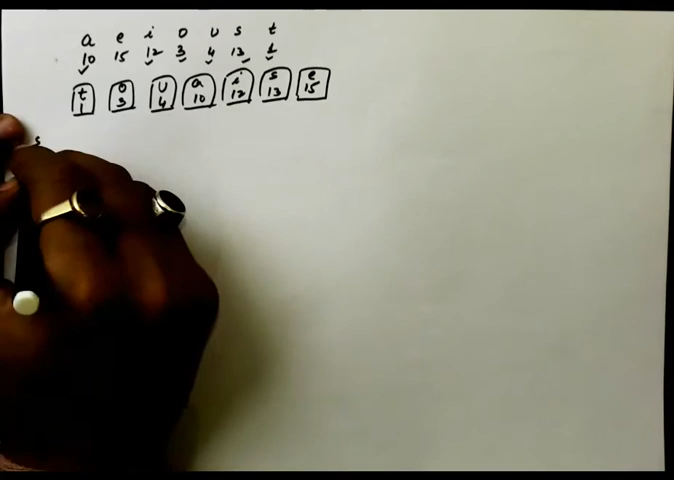 a e i o u s t
10 15 12 3 4 13 1
t o u a i s e
1 3 4 10 12 13 15
s